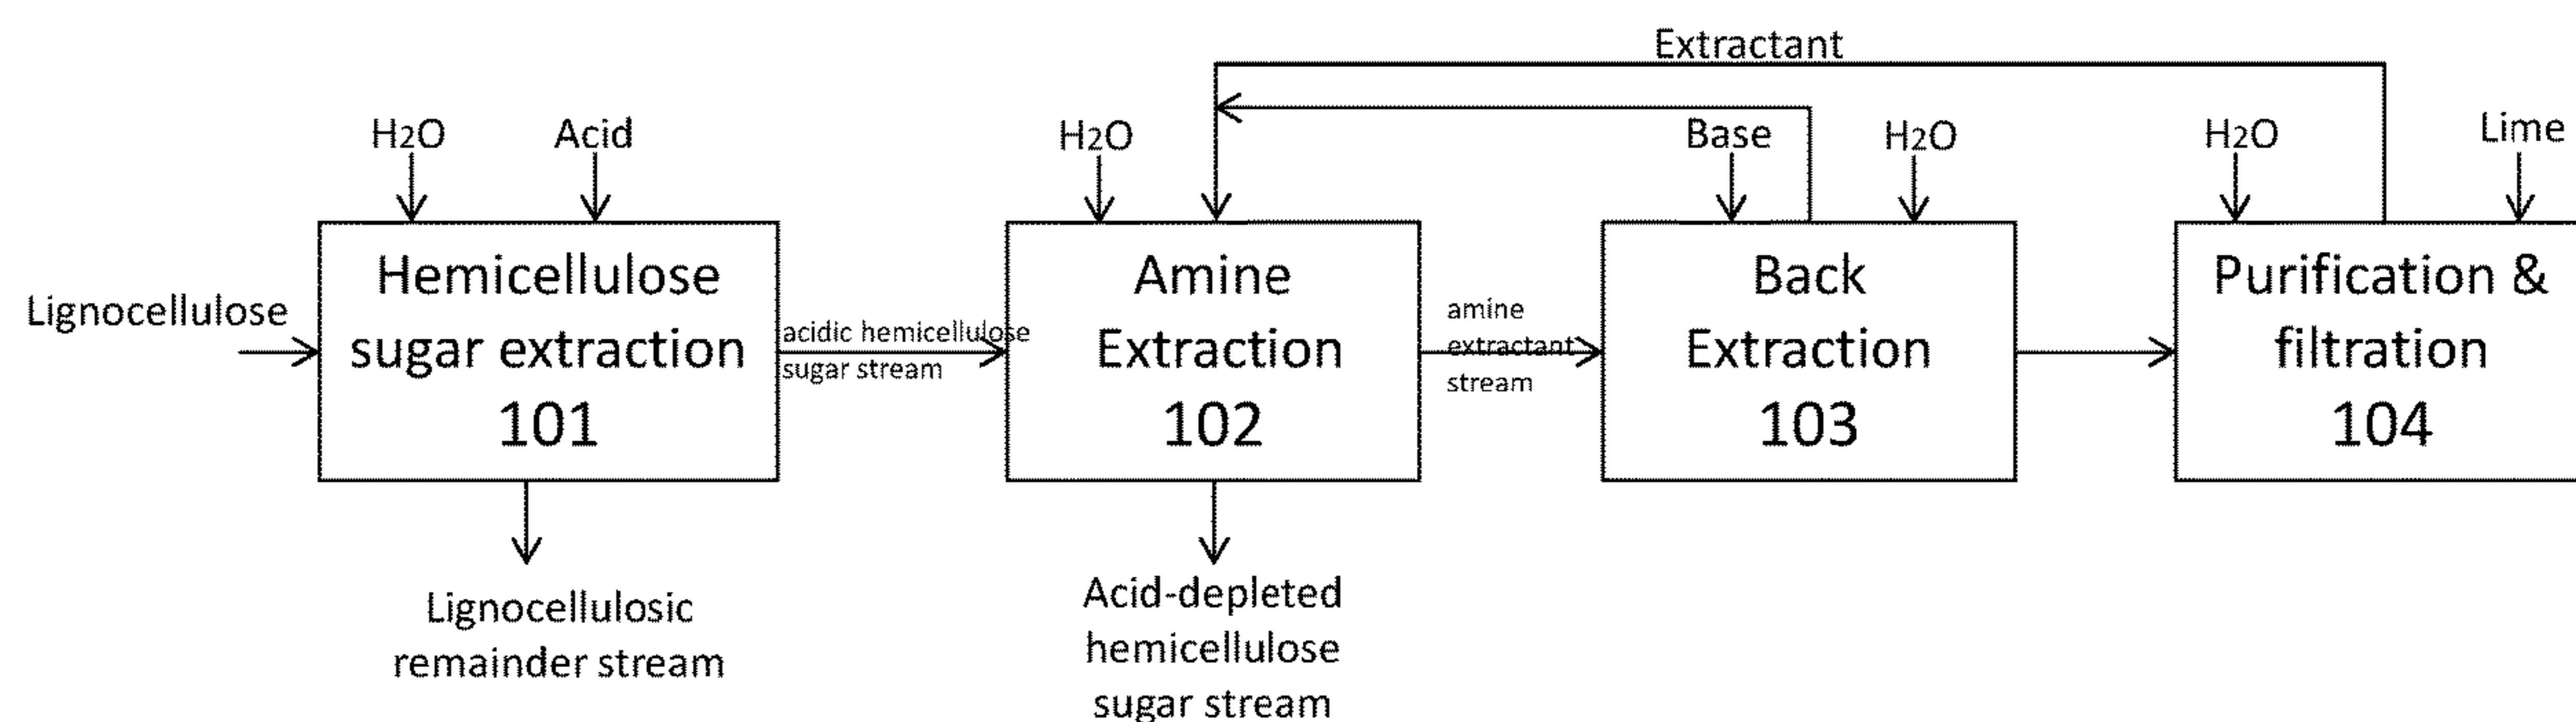 Extractant
H2O
Acid
H2O
Base
H2O
H2O
Lime
Lignocellulose
Hemicellulose
sugar extraction
101
acidic hemicellulose
sugar stream
Amine
Extraction
102
amine
extractant
stream
Back
Extraction
103
Purification &
filtration
104
Lignocellulosic
remainder stream
Acid-depleted
hemicellulose
sugar stream